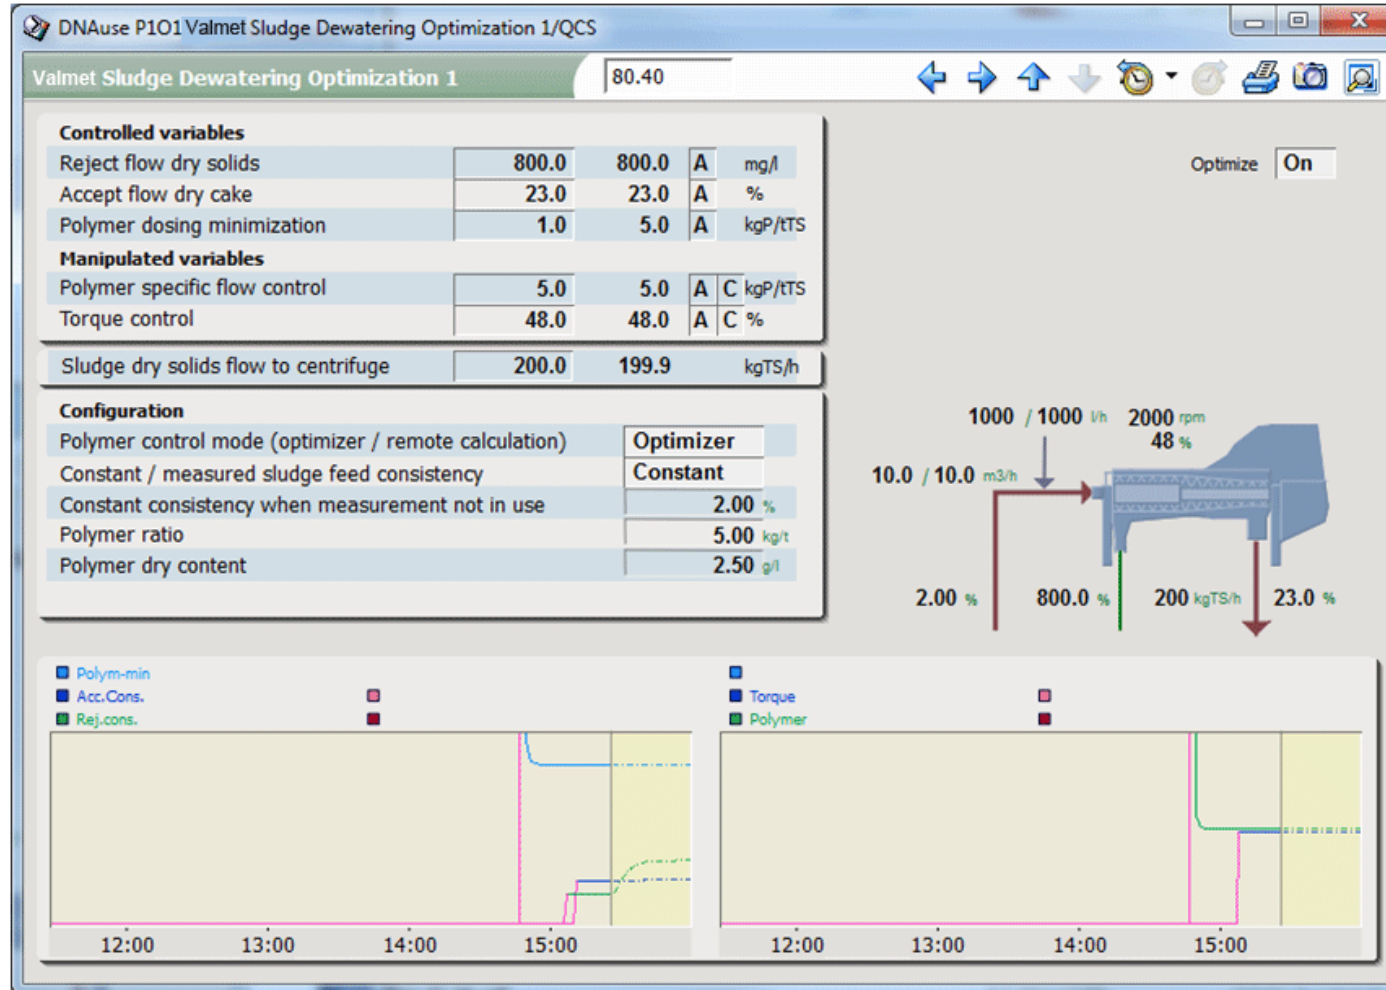 DNAuse P1O1 Valmet Sludge Dewatering Optimization 1/QCS
Valmet Sludge Dewatering Optimization 1 80.40
Controlled variables
Reject flow dry solids 800.0 800.0 A mg/l
Optimize On
Accept flow dry cake 23.0 23.0 A %
Polymer dosing minimization 1.0 5.0 A kgP/tTS
Manipulated variables
Polymer specific flow control 5.0 5.0 A C kgP/tTS
Torque control 48.0 48.0 A C %
Sludge dry solids flow to centrifuge 200.0 199.9 kgTS/h
Configuration
Polymer control mode (optimizer / remote calculation) Optimizer
Constant / measured sludge feed consistency Constant
Constant consistency when measurement not in use 2.00 %
Polymer ratio 5.00 kg/t
Polymer dry content 2.50 g/l
1000 / 1000 l/h 2000 rpm
48 %
10.0 / 10.0 m3/h
2.00 % 800.0 % 200 kgTS/h 23.0 %
Polym-min
Acc.Cons.
Rej.cons.
12:00 13:00 14:00 15:00
Torque
Polymer
12:00 13:00 14:00 15:00